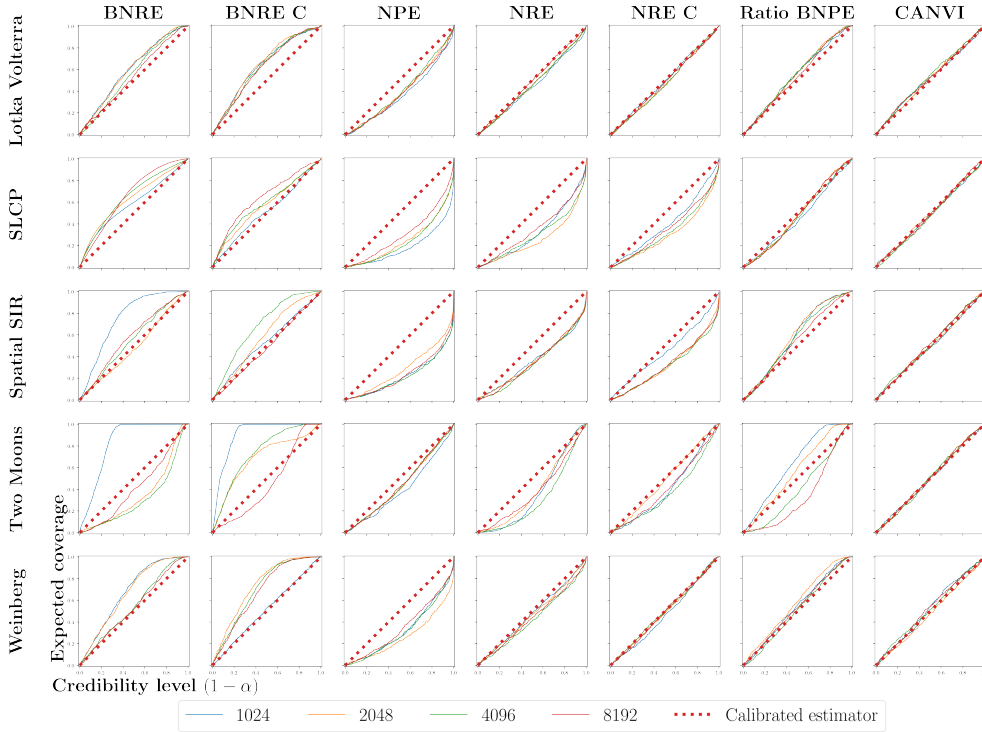 BNRE BNRE C NPE NRE NRE C Ratio BNPE CANVI
Lotka Volterra
SLCP
Spatial SIR
Two Moons
Weinberg
Expected coverage
Credibility level (1 − α)
1024 2048 4096 8192 Calibrated estimator